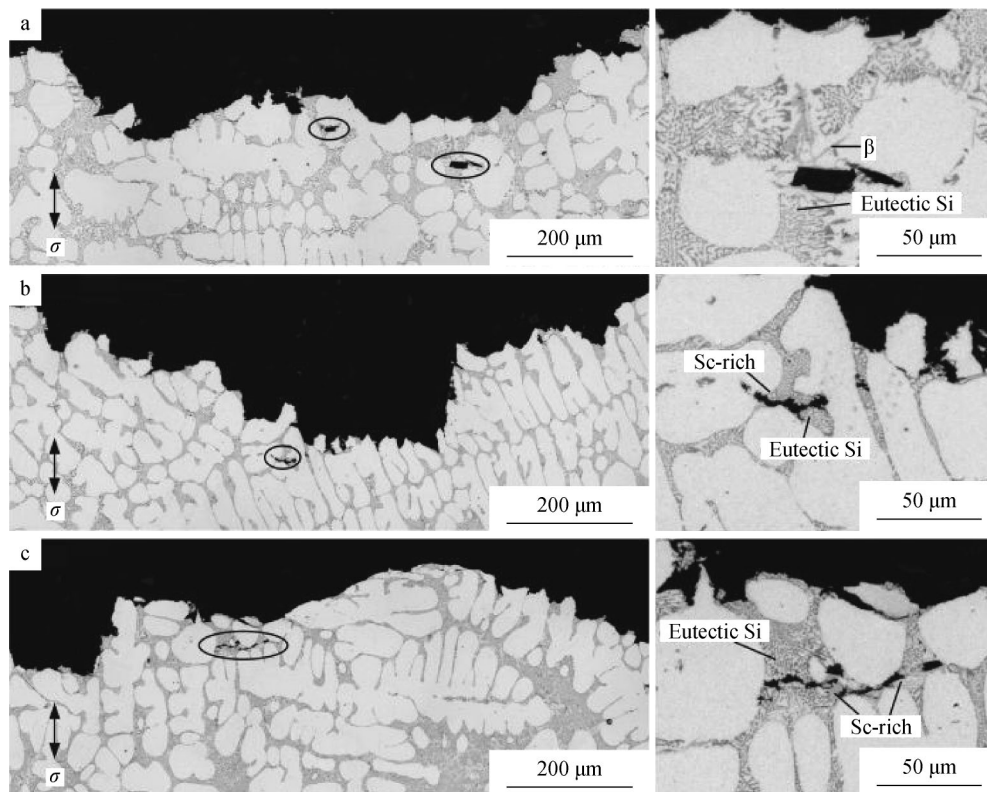 a
σ
200 μm
β
Eutectic Si
50 μm
b
σ
200 μm
Sc-rich
Eutectic Si
50 μm
c
σ
200 μm
Eutectic Si
Sc-rich
50 μm